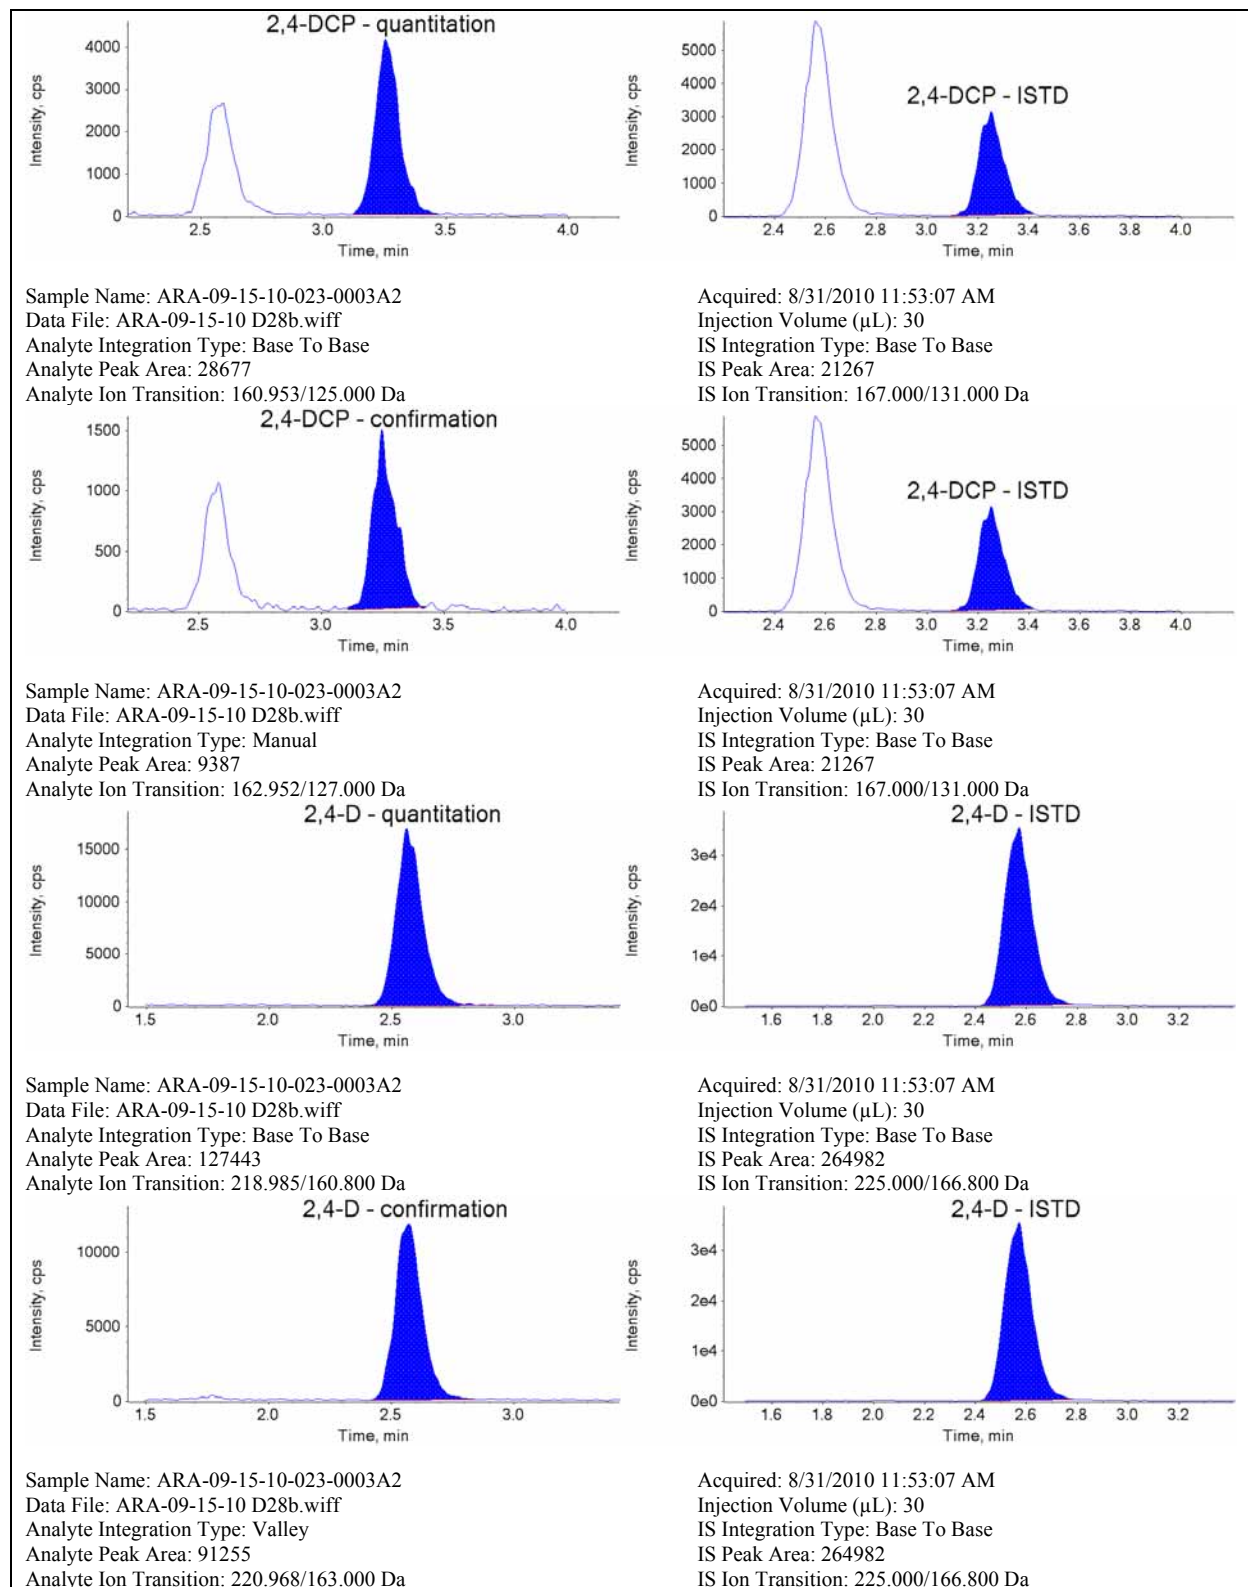 2,4-DCP - quantitation
4000
3000
2000
1000
0
Intensity, cps
2.5 3.0 3.5 4.0
Time, min
2,4-DCP - ISTD
5000
4000
3000
2000
1000
0
Intensity, cps
2.4 2.6 2.8 3.0 3.2 3.4 3.6 3.8 4.0
Time, min
Sample Name: ARA-09-15-10-023-0003A2
Data File: ARA-09-15-10 D28b.wiff
Analyte Integration Type: Base To Base
Analyte Peak Area: 28677
Analyte Ion Transition: 160.953/125.000 Da
Acquired: 8/31/2010 11:53:07 AM
Injection Volume (µL): 30
IS Integration Type: Base To Base
IS Peak Area: 21267
IS Ion Transition: 167.000/131.000 Da
2,4-DCP - confirmation
1500
1000
500
0
Intensity, cps
2.5 3.0 3.5 4.0
Time, min
2,4-DCP - ISTD
5000
4000
3000
2000
1000
0
Intensity, cps
2.4 2.6 2.8 3.0 3.2 3.4 3.6 3.8 4.0
Time, min
Sample Name: ARA-09-15-10-023-0003A2
Data File: ARA-09-15-10 D28b.wiff
Analyte Integration Type: Manual
Analyte Peak Area: 9387
Analyte Ion Transition: 162.952/127.000 Da
Acquired: 8/31/2010 11:53:07 AM
Injection Volume (µL): 30
IS Integration Type: Base To Base
IS Peak Area: 21267
IS Ion Transition: 167.000/131.000 Da
2,4-D - quantitation
15000
10000
5000
0
Intensity, cps
1.5 2.0 2.5 3.0
Time, min
2,4-D - ISTD
3e4
2e4
1e4
0e0
Intensity, cps
1.6 1.8 2.0 2.2 2.4 2.6 2.8 3.0 3.2
Time, min
Sample Name: ARA-09-15-10-023-0003A2
Data File: ARA-09-15-10 D28b.wiff
Analyte Integration Type: Base To Base
Analyte Peak Area: 127443
Analyte Ion Transition: 218.985/160.800 Da
Acquired: 8/31/2010 11:53:07 AM
Injection Volume (µL): 30
IS Integration Type: Base To Base
IS Peak Area: 264982
IS Ion Transition: 225.000/166.800 Da
2,4-D - confirmation
10000
5000
0
Intensity, cps
1.5 2.0 2.5 3.0
Time, min
2,4-D - ISTD
3e4
2e4
1e4
0e0
Intensity, cps
1.6 1.8 2.0 2.2 2.4 2.6 2.8 3.0 3.2
Time, min
Sample Name: ARA-09-15-10-023-0003A2
Data File: ARA-09-15-10 D28b.wiff
Analyte Integration Type: Valley
Analyte Peak Area: 91255
Analyte Ion Transition: 220.968/163.000 Da
Acquired: 8/31/2010 11:53:07 AM
Injection Volume (µL): 30
IS Integration Type: Base To Base
IS Peak Area: 264982
IS Ion Transition: 225.000/166.800 Da